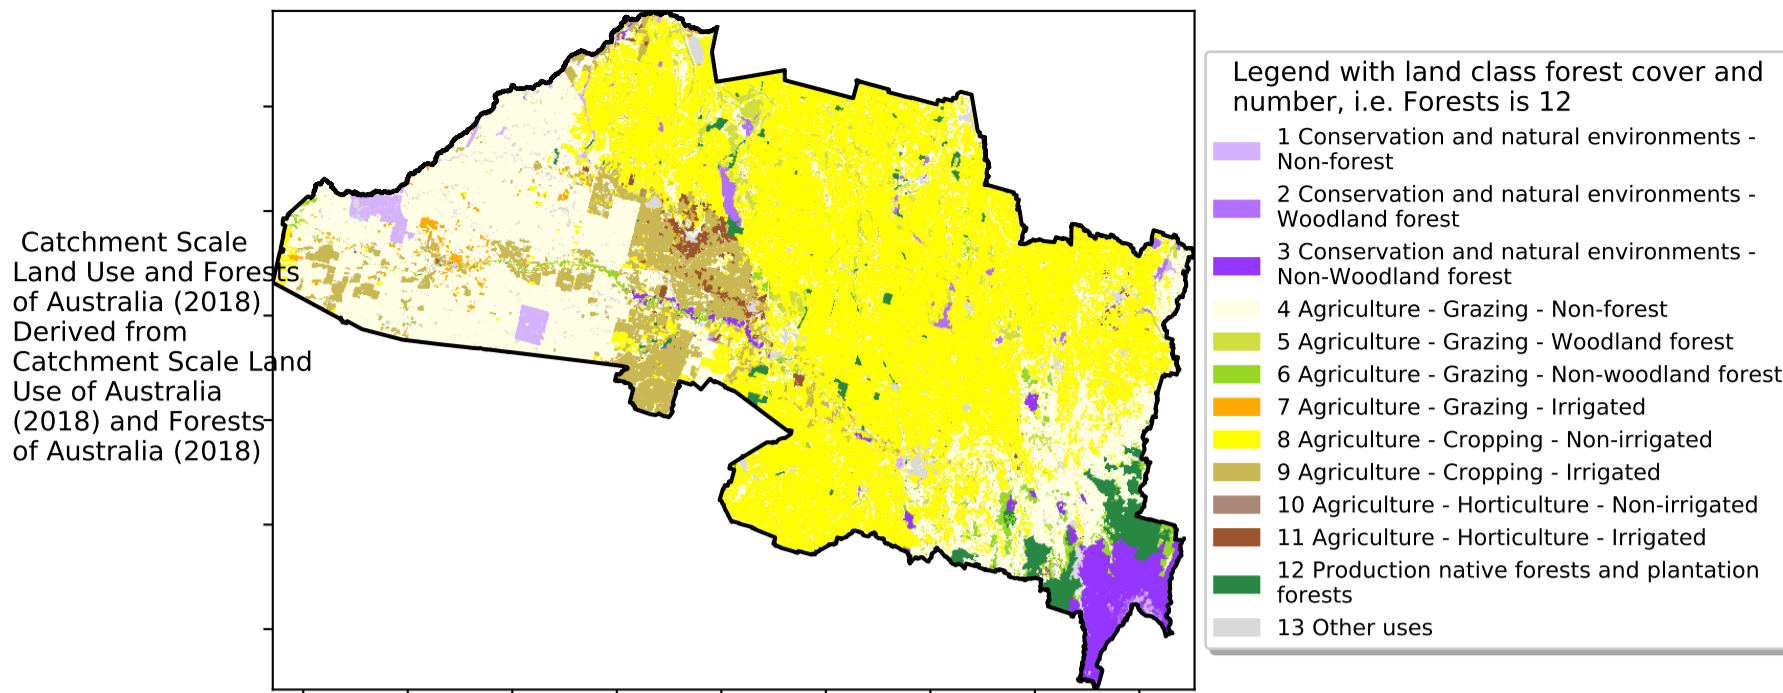 Catchment Scale
Land Use and Forests
of Australia (2018)
Derived from
Catchment Scale Land
Use of Australia
(2018) and Forests
of Australia (2018)
Legend with land class forest cover and
number, i.e. Forests is 12
1 Conservation and natural environments -
Non-forest
2 Conservation and natural environments -
Woodland forest
3 Conservation and natural environments -
Non-Woodland forest
4 Agriculture - Grazing - Non-forest
5 Agriculture - Grazing - Woodland forest
6 Agriculture - Grazing - Non-woodland forest
7 Agriculture - Grazing - Irrigated
8 Agriculture - Cropping - Non-irrigated
9 Agriculture - Cropping - Irrigated
10 Agriculture - Horticulture - Non-irrigated
11 Agriculture - Horticulture - Irrigated
12 Production native forests and plantation
forests
13 Other uses